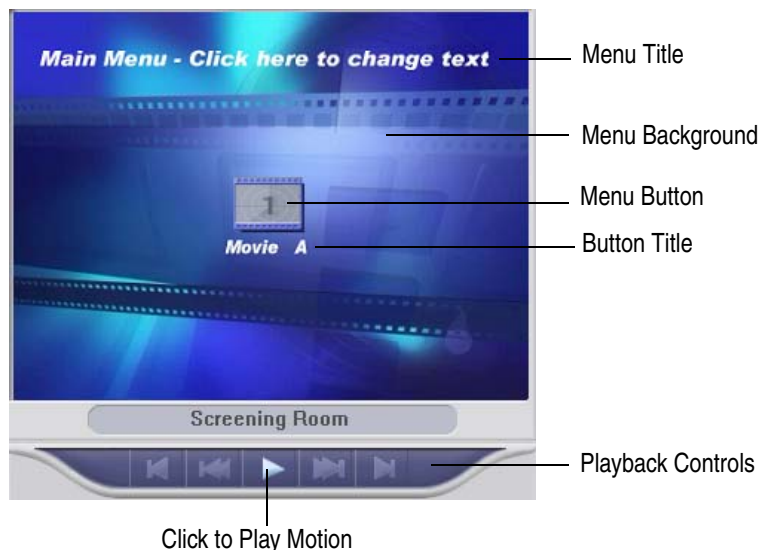 Main Menu - Click here to change text
Menu Title
Menu Background
1
Menu Button
Movie A
Button Title
Screening Room
Playback Controls
Click to Play Motion